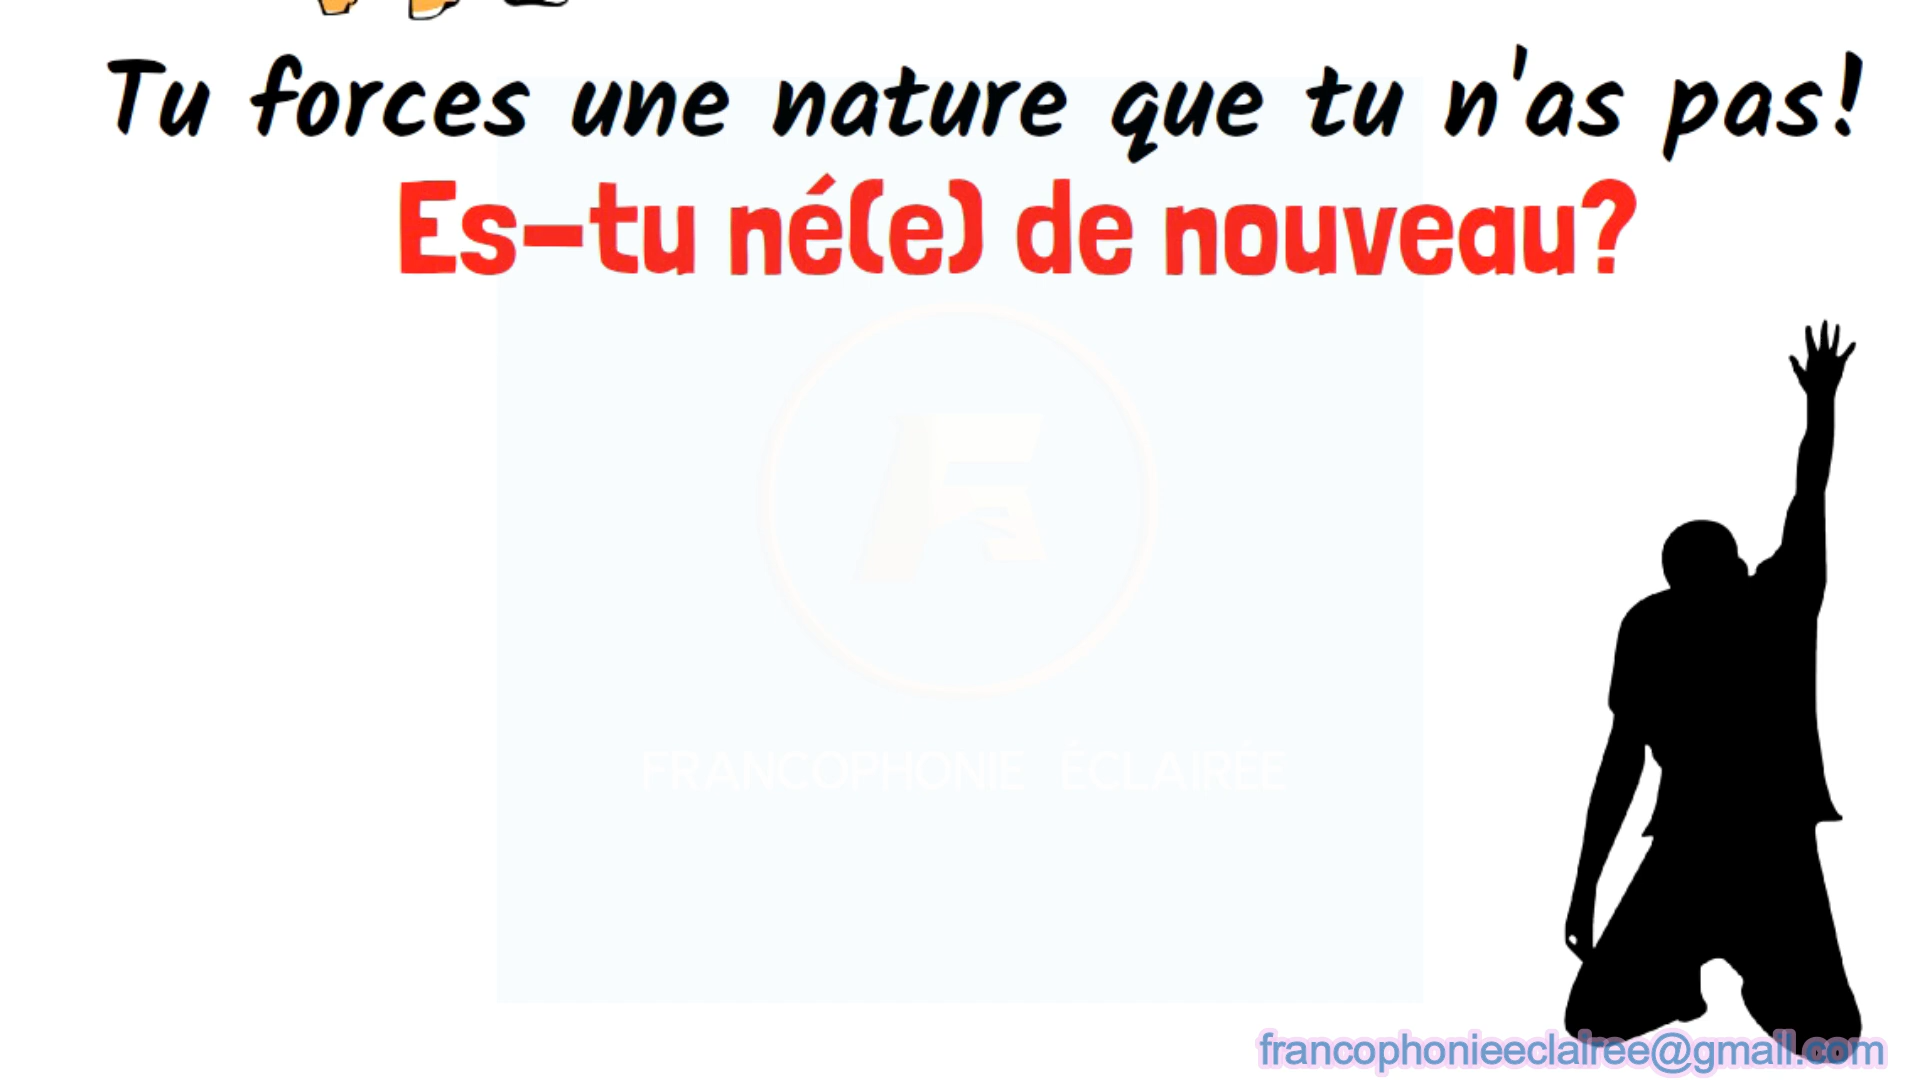 Tu forces une nature que tu n'as pas!
Es-tu né(e) de nouveau?
FRANCOPHONIE ÉCLAIRÉE
francophonieeclairee@gmail.com